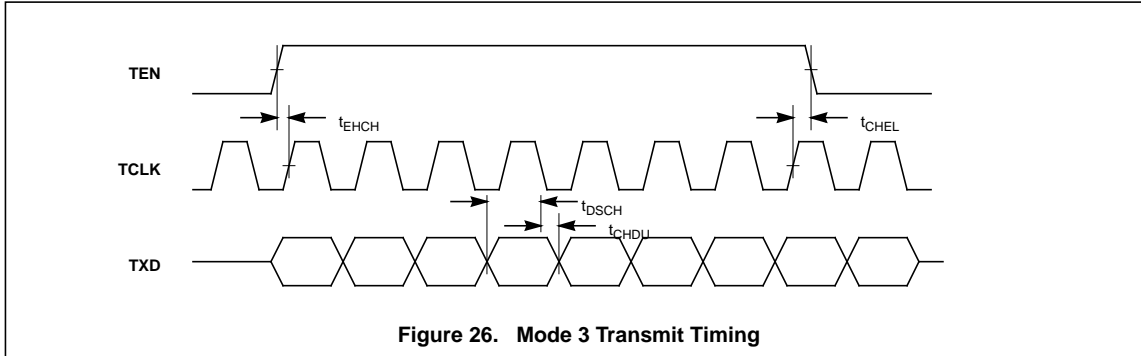 TEN
tEHCH
tCHEL
TCLK
tDSCH
tCHDU
TXD
Figure 26. Mode 3 Transmit Timing